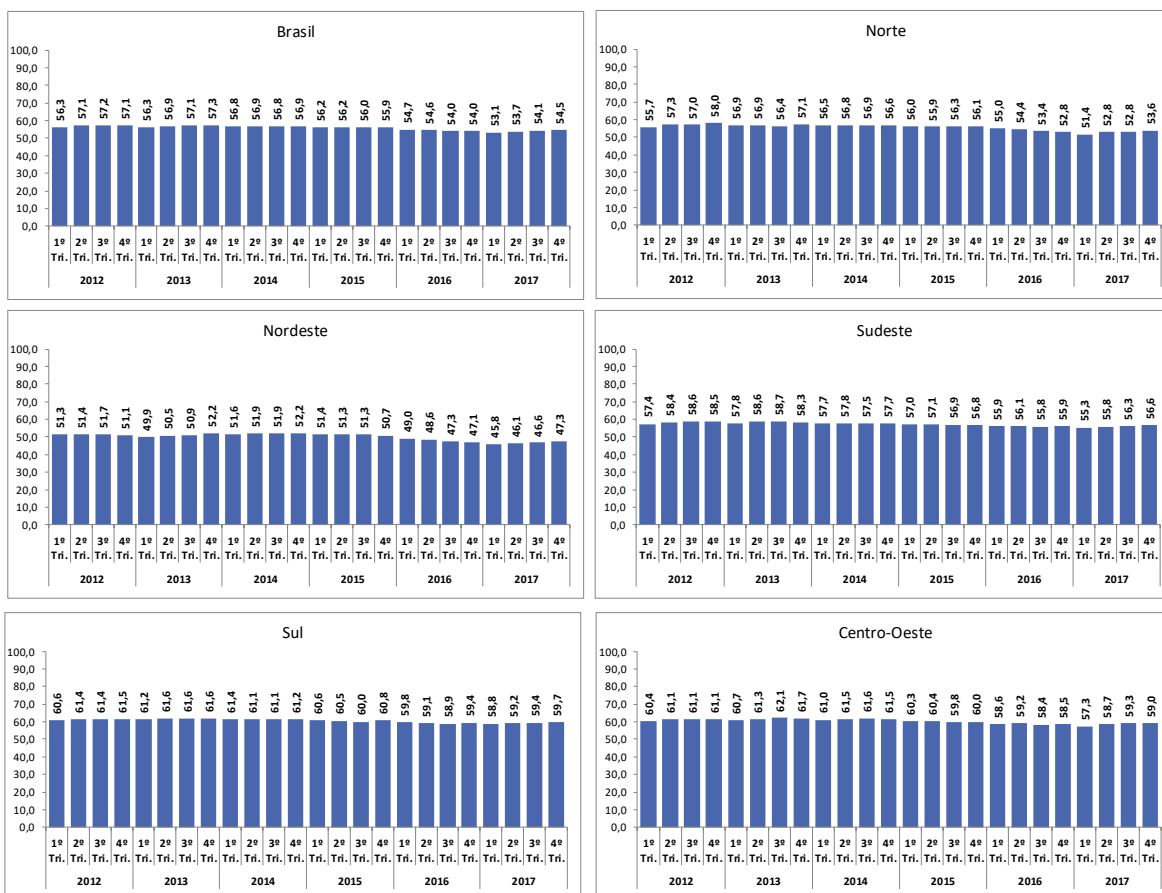 Brasil
100,0
90,0
80,0
70,0
60,0
50,0
40,0
30,0
20,0
10,0
0,0
56,3 57,1 57,2 57,1 56,3 56,9 57,1 57,3 56,8 56,9 56,8 56,9 56,2 56,2 56,0 55,9 54,7 54,6 54,0 54,0 53,1 53,7 54,1 54,5
1º 2º 3º 4º 1º 2º 3º 4º 1º 2º 3º 4º 1º 2º 3º 4º 1º 2º 3º 4º 1º 2º 3º 4º
Tri. Tri. Tri. Tri. Tri. Tri. Tri. Tri. Tri. Tri. Tri. Tri. Tri. Tri. Tri. Tri. Tri. Tri. Tri. Tri. Tri. Tri. Tri. Tri.
2012 2013 2014 2015 2016 2017
Norte
100,0
90,0
80,0
70,0
60,0
50,0
40,0
30,0
20,0
10,0
0,0
55,7 57,3 57,0 58,0 56,9 56,9 56,4 57,1 56,5 56,8 56,9 56,6 56,0 55,9 56,3 56,1 55,0 54,4 53,4 52,8 51,4 52,8 52,8 53,6
1º 2º 3º 4º 1º 2º 3º 4º 1º 2º 3º 4º 1º 2º 3º 4º 1º 2º 3º 4º 1º 2º 3º 4º
Tri. Tri. Tri. Tri. Tri. Tri. Tri. Tri. Tri. Tri. Tri. Tri. Tri. Tri. Tri. Tri. Tri. Tri. Tri. Tri. Tri. Tri. Tri. Tri.
2012 2013 2014 2015 2016 2017
Nordeste
100,0
90,0
80,0
70,0
60,0
50,0
40,0
30,0
20,0
10,0
0,0
51,3 51,4 51,7 51,1 49,9 50,5 50,9 52,2 51,6 51,9 51,9 52,2 51,4 51,3 51,3 50,7 49,0 48,6 47,3 47,1 45,8 46,1 46,6 47,3
1º 2º 3º 4º 1º 2º 3º 4º 1º 2º 3º 4º 1º 2º 3º 4º 1º 2º 3º 4º 1º 2º 3º 4º
Tri. Tri. Tri. Tri. Tri. Tri. Tri. Tri. Tri. Tri. Tri. Tri. Tri. Tri. Tri. Tri. Tri. Tri. Tri. Tri. Tri. Tri. Tri. Tri.
2012 2013 2014 2015 2016 2017
Sudeste
100,0
90,0
80,0
70,0
60,0
50,0
40,0
30,0
20,0
10,0
0,0
57,4 58,4 58,6 58,5 57,8 58,6 58,7 58,3 57,7 57,8 57,5 57,7 57,0 57,1 56,9 56,8 55,9 56,1 55,8 55,9 55,3 55,8 56,3 56,6
1º 2º 3º 4º 1º 2º 3º 4º 1º 2º 3º 4º 1º 2º 3º 4º 1º 2º 3º 4º 1º 2º 3º 4º
Tri. Tri. Tri. Tri. Tri. Tri. Tri. Tri. Tri. Tri. Tri. Tri. Tri. Tri. Tri. Tri. Tri. Tri. Tri. Tri. Tri. Tri. Tri. Tri.
2012 2013 2014 2015 2016 2017
Sul
100,0
90,0
80,0
70,0
60,0
50,0
40,0
30,0
20,0
10,0
0,0
60,6 61,4 61,4 61,5 61,2 61,6 61,6 61,6 61,4 61,1 61,1 61,2 60,6 60,5 60,0 60,8 59,8 59,1 58,9 59,4 58,8 59,2 59,4 59,7
1º 2º 3º 4º 1º 2º 3º 4º 1º 2º 3º 4º 1º 2º 3º 4º 1º 2º 3º 4º 1º 2º 3º 4º
Tri. Tri. Tri. Tri. Tri. Tri. Tri. Tri. Tri. Tri. Tri. Tri. Tri. Tri. Tri. Tri. Tri. Tri. Tri. Tri. Tri. Tri. Tri. Tri.
2012 2013 2014 2015 2016 2017
Centro-Oeste
100,0
90,0
80,0
70,0
60,0
50,0
40,0
30,0
20,0
10,0
0,0
60,4 61,1 61,1 61,1 60,7 61,3 62,1 61,7 61,0 61,5 61,6 61,5 60,3 60,4 59,8 60,0 58,6 59,2 58,4 58,5 57,3 58,7 59,3 59,0
1º 2º 3º 4º 1º 2º 3º 4º 1º 2º 3º 4º 1º 2º 3º 4º 1º 2º 3º 4º 1º 2º 3º 4º
Tri. Tri. Tri. Tri. Tri. Tri. Tri. Tri. Tri. Tri. Tri. Tri. Tri. Tri. Tri. Tri. Tri. Tri. Tri. Tri. Tri. Tri. Tri. Tri.
2012 2013 2014 2015 2016 2017